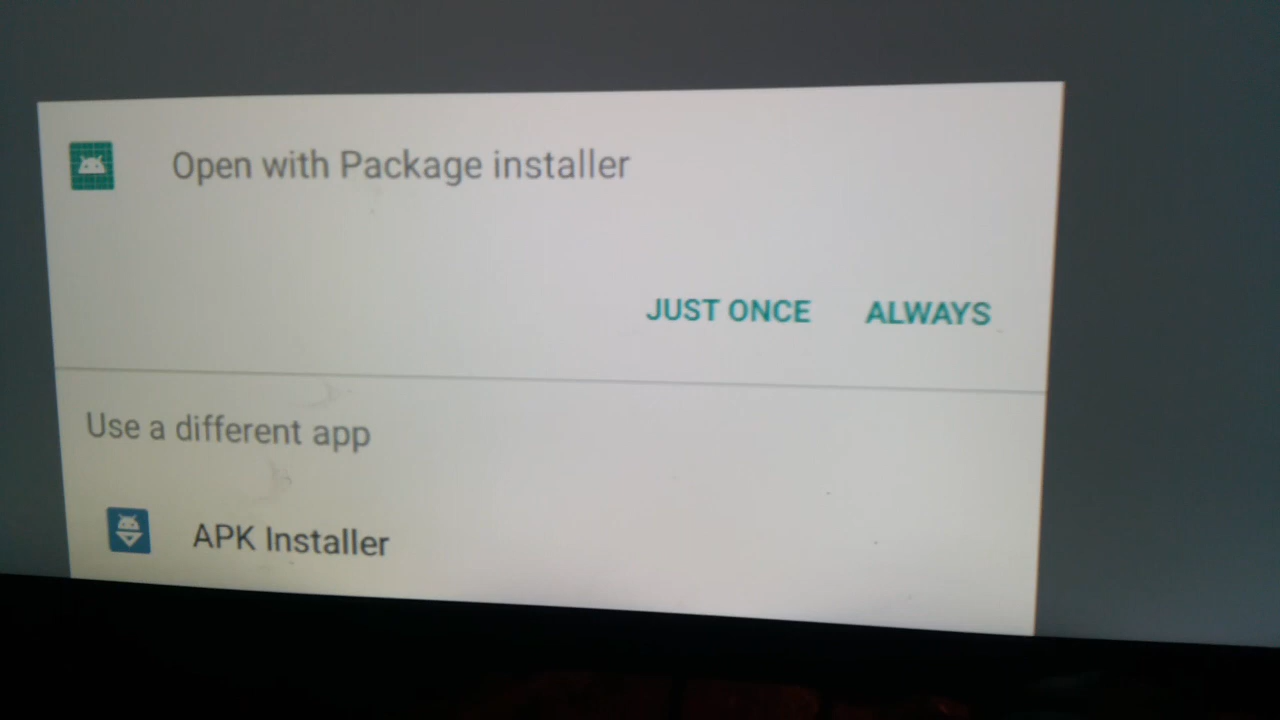 Open with Package installer
JUST ONCE ALWAYS
Use a different app
APK Installer